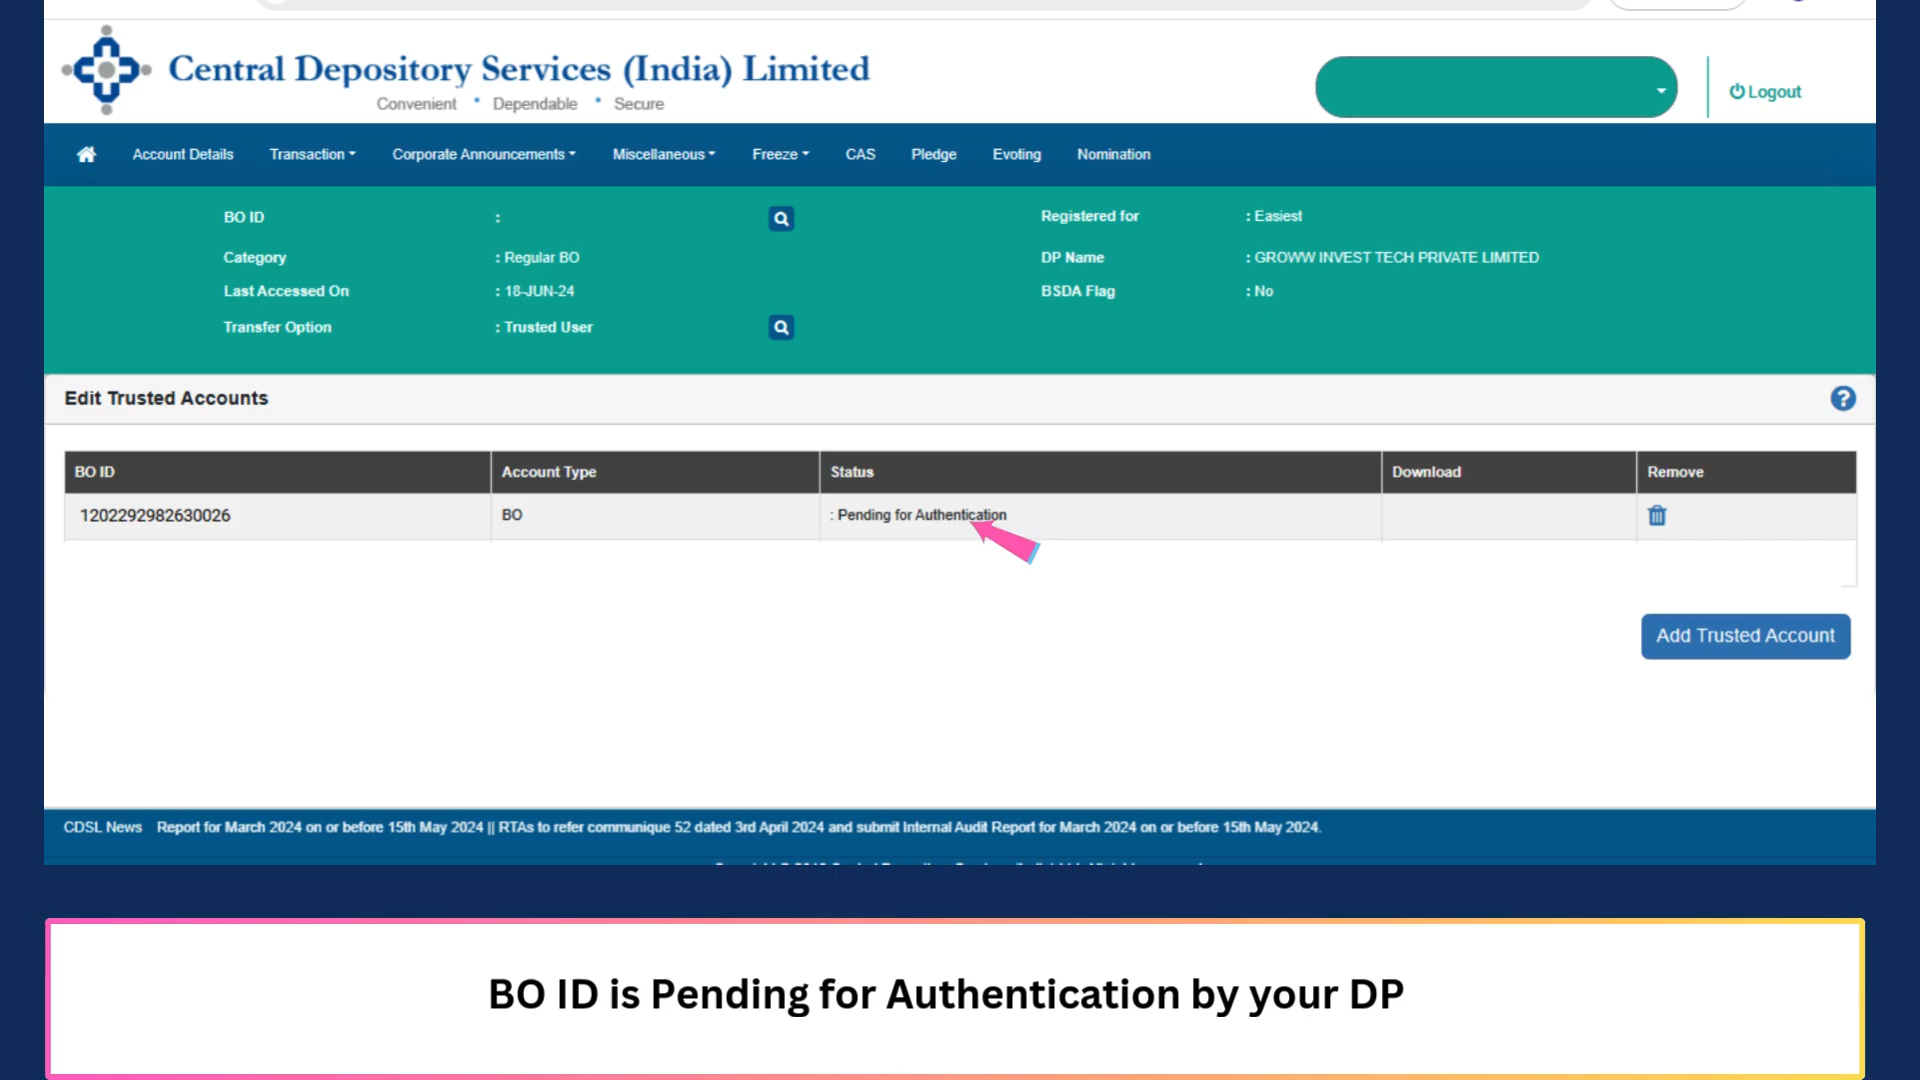 Central Depository Services (India) Limited
Convenient * Dependable * Secure
Logout
Account Details Transaction Corporate Announcements Miscellaneous Freeze CAS Pledge Evoting Nomination
BO ID :
Registered for : Easiest
Category : Regular BO
DP Name : GROWW INVEST TECH PRIVATE LIMITED
Last Accessed On : 18-JUN-24
BSDA Flag : No
Transfer Option : Trusted User
Edit Trusted Accounts
?
BO ID Account Type Status Download Remove
1202292982630026 BO : Pending for Authentication
Add Trusted Account
CDSL News Report for March 2024 on or before 15th May 2024 || RTAs to refer communique 52 dated 3rd April 2024 and submit Internal Audit Report for March 2024 on or before 15th May 2024.
BO ID is Pending for Authentication by your DP